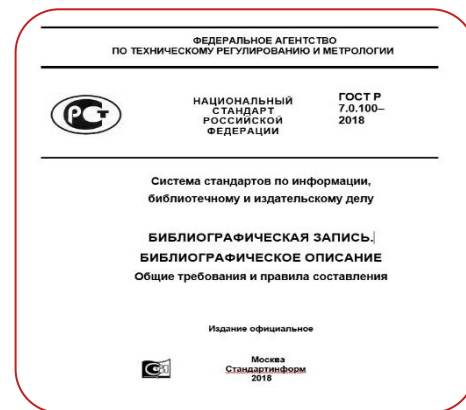 ФЕДЕРАЛЬНОЕ АГЕНТСТВО
ПО ТЕХНИЧЕСКОМУ РЕГУЛИРОВАНИЮ И МЕТРОЛОГИИ
РСТ
НАЦИОНАЛЬНЫЙ
СТАНДАРТ
РОССИЙСКОЙ
ФЕДЕРАЦИИ
ГОСТ Р
7.0.100–
2018
Система стандартов по информации,
библиотечному и издательскому делу
БИБЛИОГРАФИЧЕСКАЯ ЗАПИСЬ.
БИБЛИОГРАФИЧЕСКОЕ ОПИСАНИЕ
Общие требования и правила составления
Издание официальное
Москва
Стандартинформ
2018